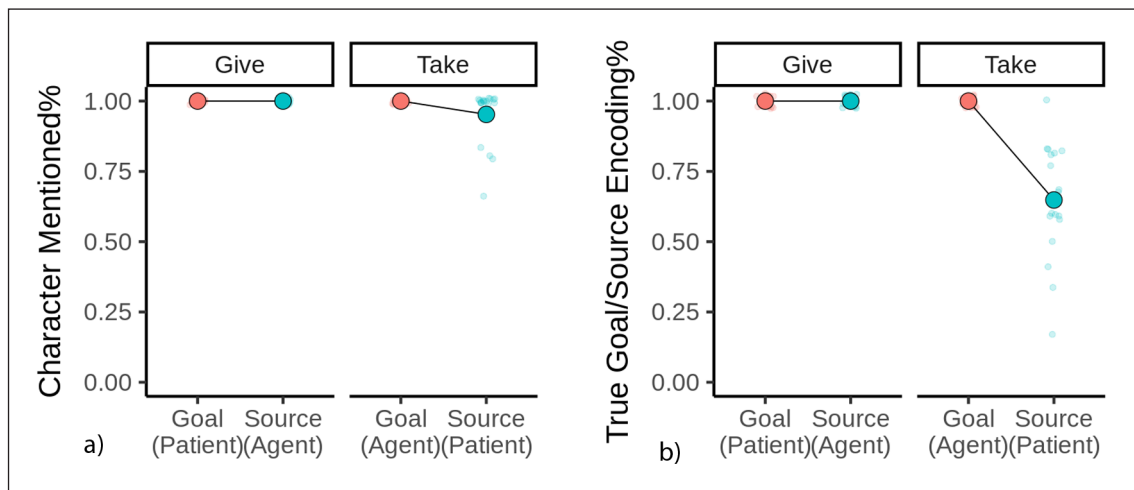 Character Mentioned%
Give Take
1.00
0.75
0.50
0.25
0.00
Goal Source Goal Source
(Patient)(Agent) (Agent)(Patient)
a)
True Goal/Source Encoding%
Give Take
1.00
0.75
0.50
0.25
0.00
Goal Source Goal Source
(Patient)(Agent) (Agent)(Patient)
b)